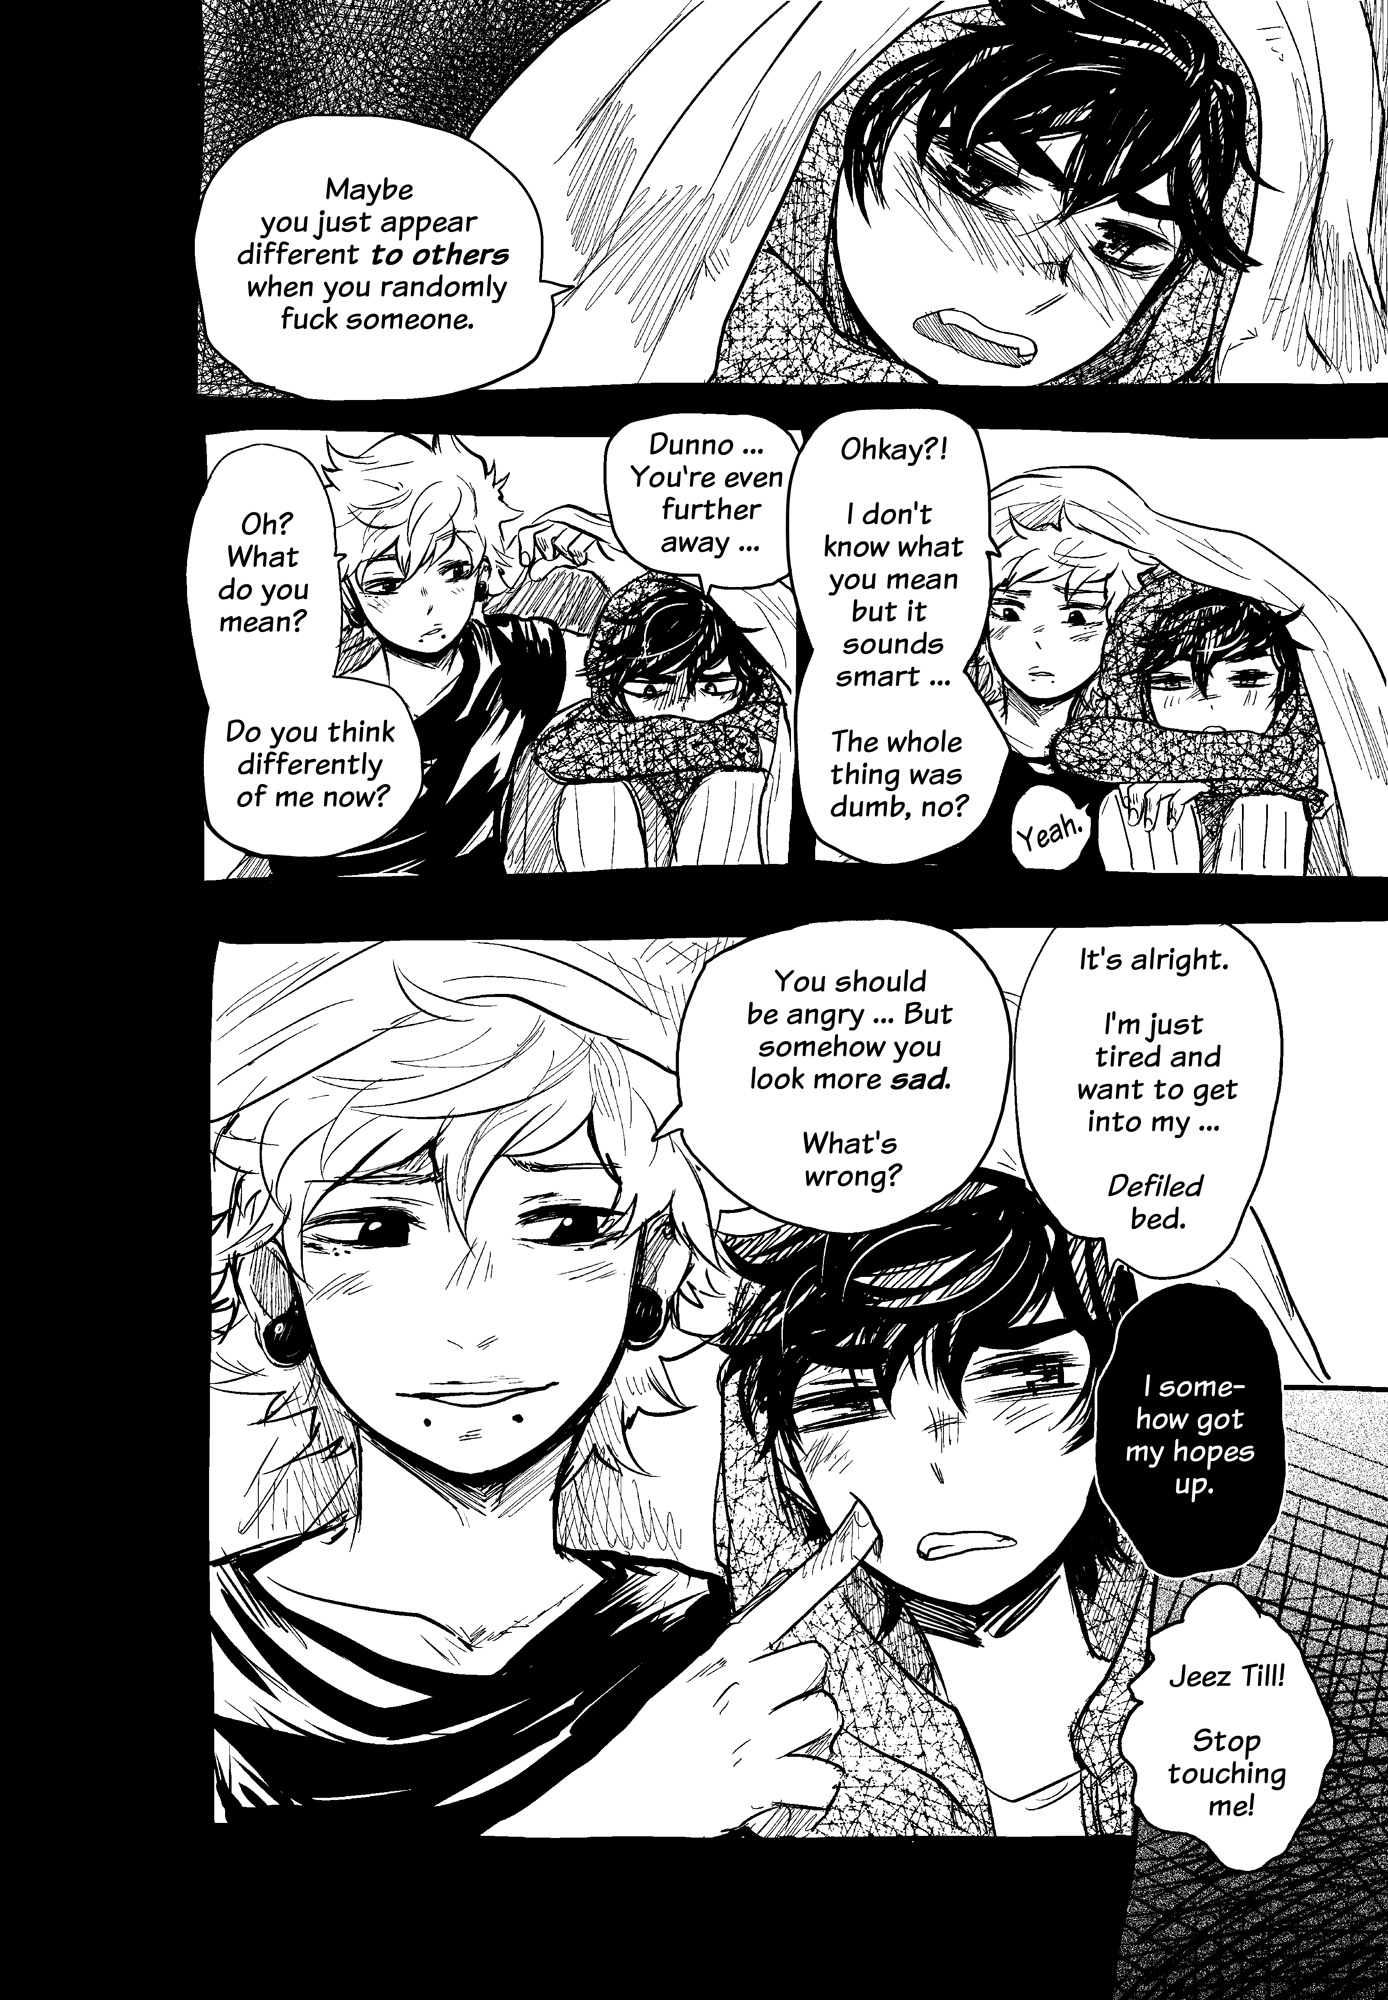 Maybe
you just appear
different to others
when you randomly
fuck someone.
Oh?
What
do you
mean?
Do you think
differently
of me now?
Dunno ...
You're even
further
away ...
Ohkay?!
I don't
know what
you mean
but it
sounds
smart ...
The whole
thing was
dumb, no?
Yeah.
You should
be angry ... But
somehow you
look more sad.
What's
wrong?
It's alright.
I'm just
tired and
want to get
into my ...
Defiled
bed.
I some-
how got
my hopes
up.
Jeez Till!
Stop
touching
me!